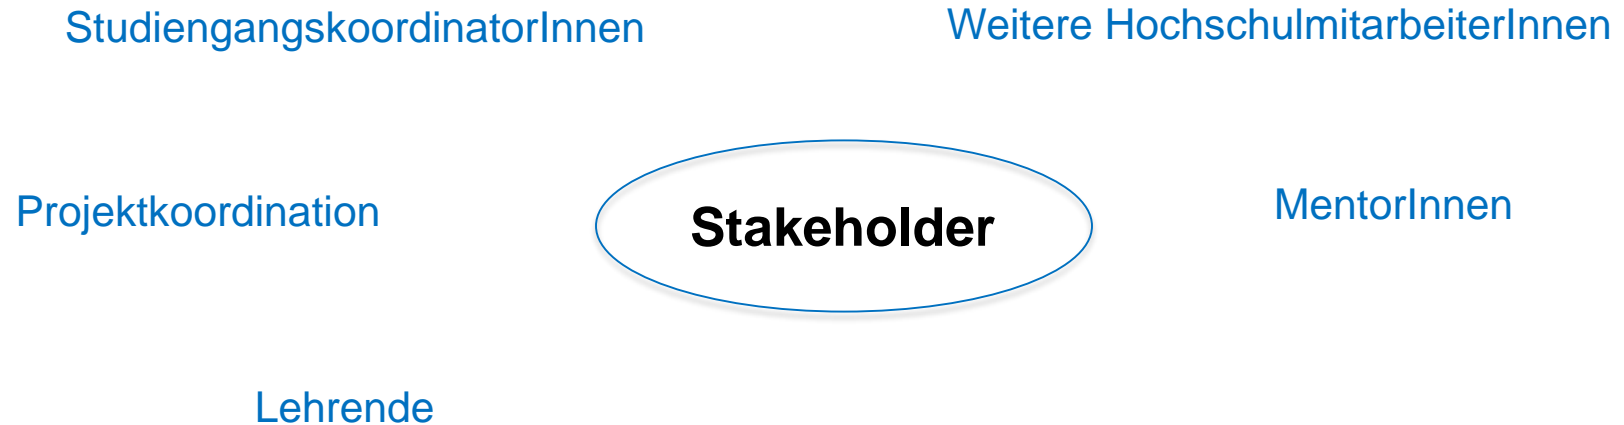 StudiengangskoordinatorInnen
Weitere HochschulmitarbeiterInnen
Projektkoordination
Stakeholder
MentorInnen
Lehrende